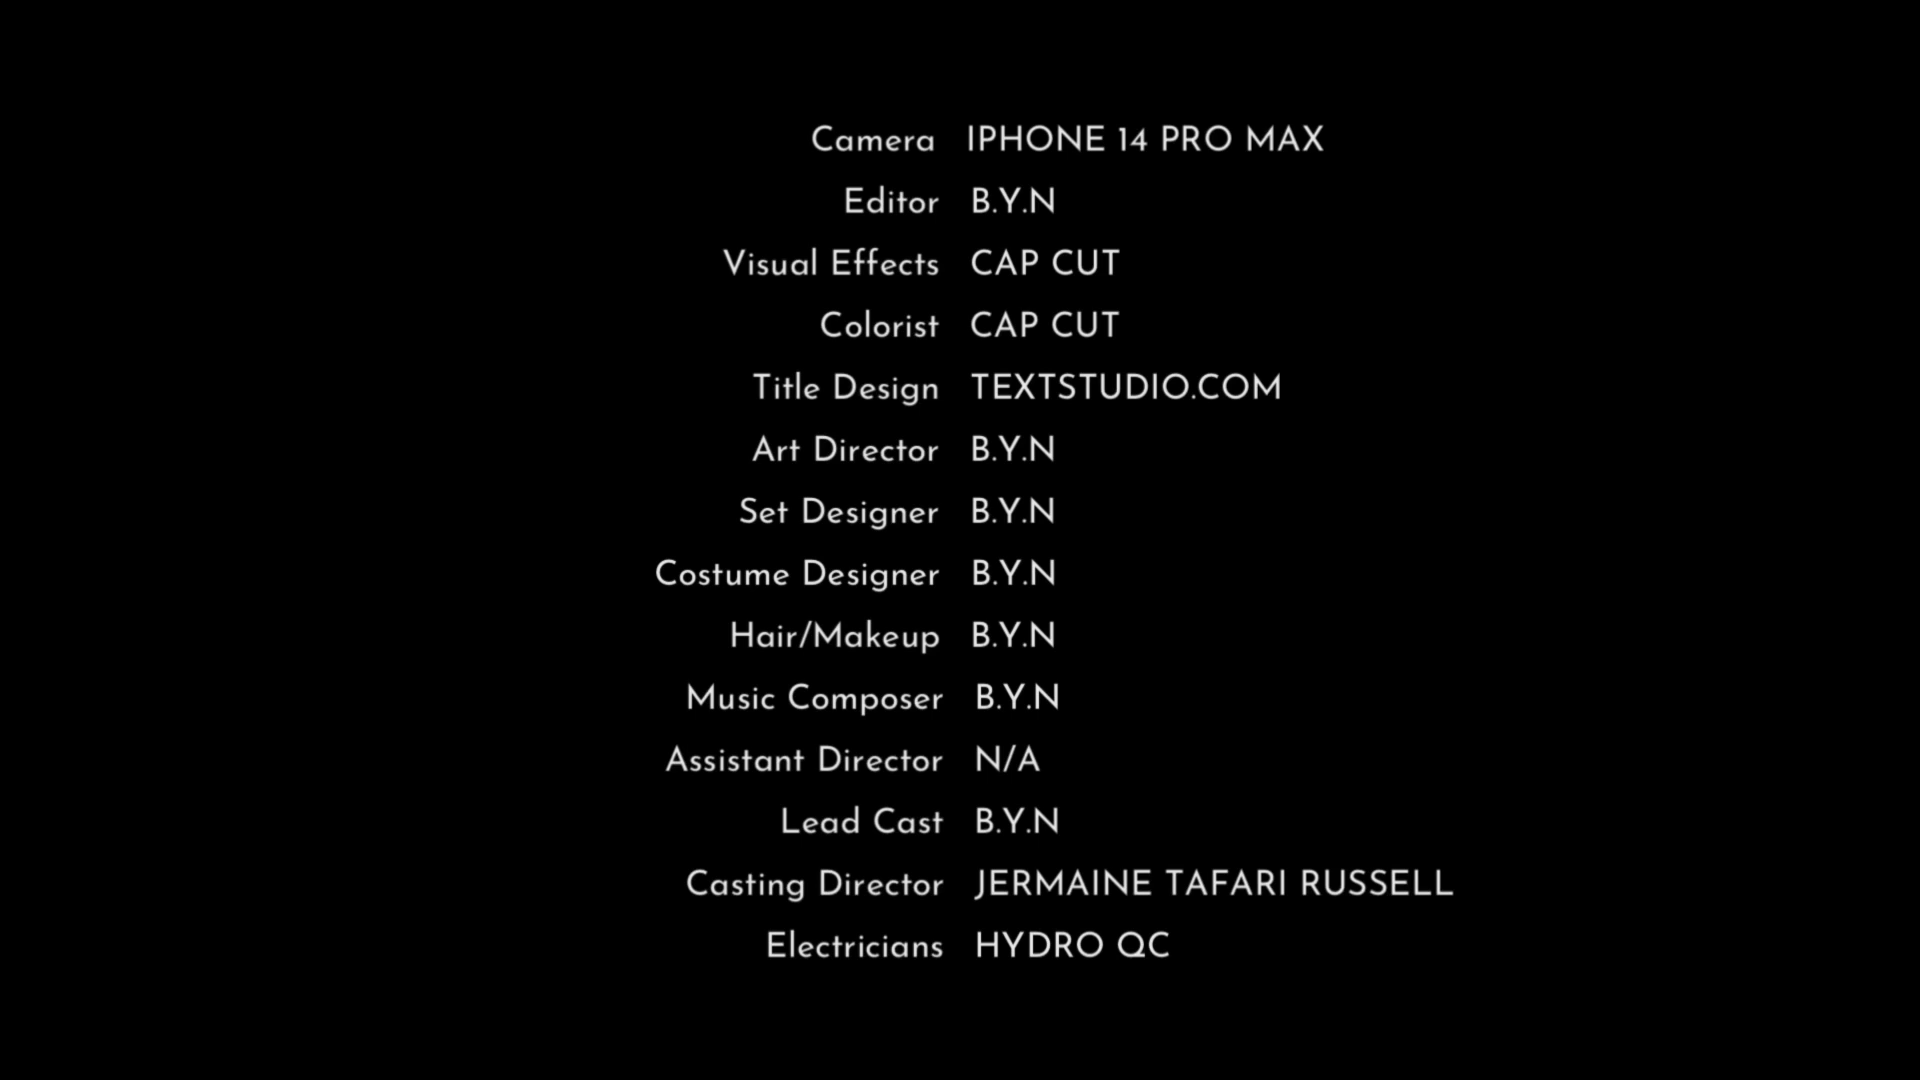 Camera IPHONE 14 PRO MAX
Editor B.Y.N
Visual Effects CAP CUT
Colorist CAP CUT
Title Design TEXTSTUDIO.COM
Art Director B.Y.N
Set Designer B.Y.N
Costume Designer B.Y.N
Hair/Makeup B.Y.N
Music Composer B.Y.N
Assistant Director N/A
Lead Cast B.Y.N
Casting Director JERMAINE TAFARI RUSSELL
Electricians HYDRO QC